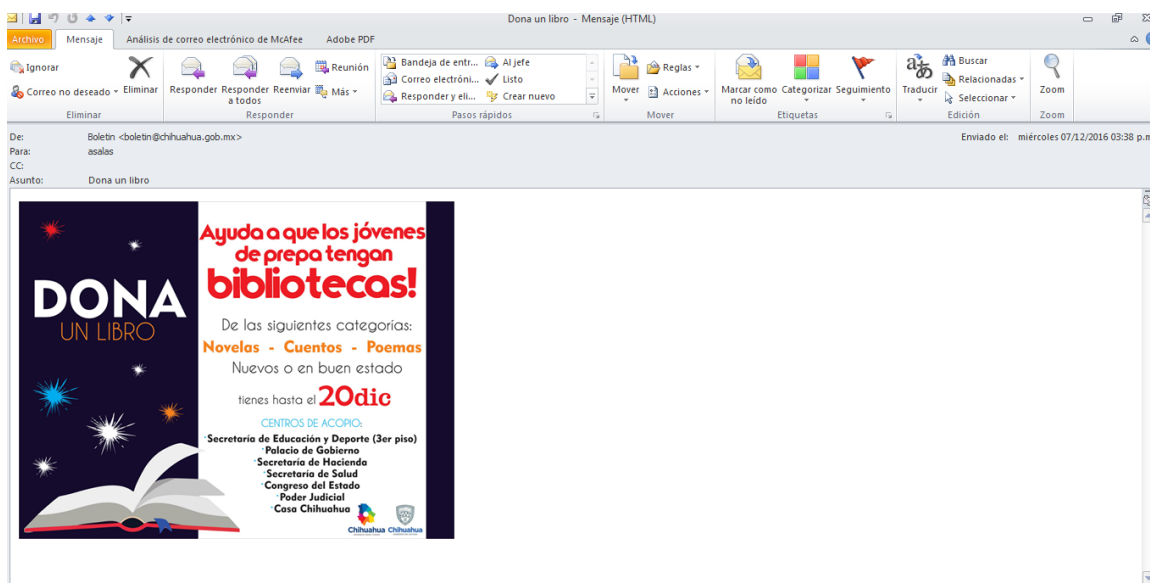 Dona un libro - Mensaje (HTML)
Archivo Mensaje Análisis de correo electrónico de McAfee Adobe PDF
Ignorar
Correo no deseado
Eliminar
Eliminar
Responder
Responder a todos
Reenviar
Reunión
Más
Responder
Bandeja de entr...
Correo electróni...
Responder y eli...
Al jefe
Listo
Crear nuevo
Pasos rápidos
Mover
Reglas
Acciones
Mover
Marcar como no leído
Categorizar
Seguimiento
Etiquetas
Traducir
Buscar
Relacionadas
Seleccionar
Edición
Zoom
Zoom
De: Boletin <boletin@chihuahua.gob.mx>
Enviado el: miércoles 07/12/2016 03:38 p.m
Para: asalas
CC:
Asunto: Dona un libro
DONA
UN LIBRO
Ayuda a que los jóvenes
de prepa tengan
bibliotecas!
De las siguientes categorías:
Novelas - Cuentos - Poemas
Nuevos o en buen estado
tienes hasta el 20dic
CENTROS DE ACOPIO:
·Secretaría de Educación y Deporte (3er piso)
·Palacio de Gobierno
·Secretaría de Hacienda
·Secretaría de Salud
·Congreso del Estado
·Poder Judicial
·Casa Chihuahua
Chihuahua Chihuahua